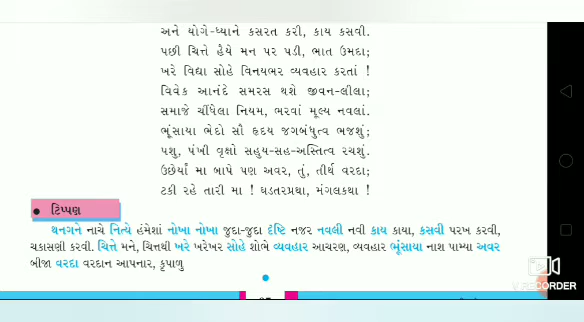 અને યોગે-ધ્યાને કસરત કરી, કાય કસવી.
પછી ચિત્તે હૈયે મન પર પડી, ભાત ઉમદા;
ખરે વિદ્યા સોહે વિનયભર વ્યવહાર કરતાં !
વિવેક આનંદે સમરસ થશે જીવન-લીલા;
સમાજે ચીંધેલા નિયમ, ભરવાં મૂલ્ય નવલાં.
ભૂંસાયા ભેદો સૌ હૃદય જગબંધુત્વ ભજશું;
પશુ, પંખી વૃક્ષો સહુય-સહ-અસ્તિત્વ રચશું.
ઉછેર્યાં મા બાપે પણ અવર, તું, તીર્થ વરદા;
ટકી રહે તારી મા ! ઘડતરપ્રથા, મંગલકથા !
• ટિપ્પણ
થનગને નાચે નિત્યે હંમેશાં નોખા નોખા જુદા-જુદા દૃષ્ટિ નજર નવલી નવી કાય કાયા, કસવી પરખ કરવી,
ચકાસણી કરવી. ચિત્તે મને, ચિત્તથી ખરે ખરેખર સોહે શોભે વ્યવહાર આચરણ, વ્યવહાર ભૂંસાયા નાશ પામ્યા અવર
બીજા વરદા વરદાન આપનાર, કૃપાળુ
V RECORDER